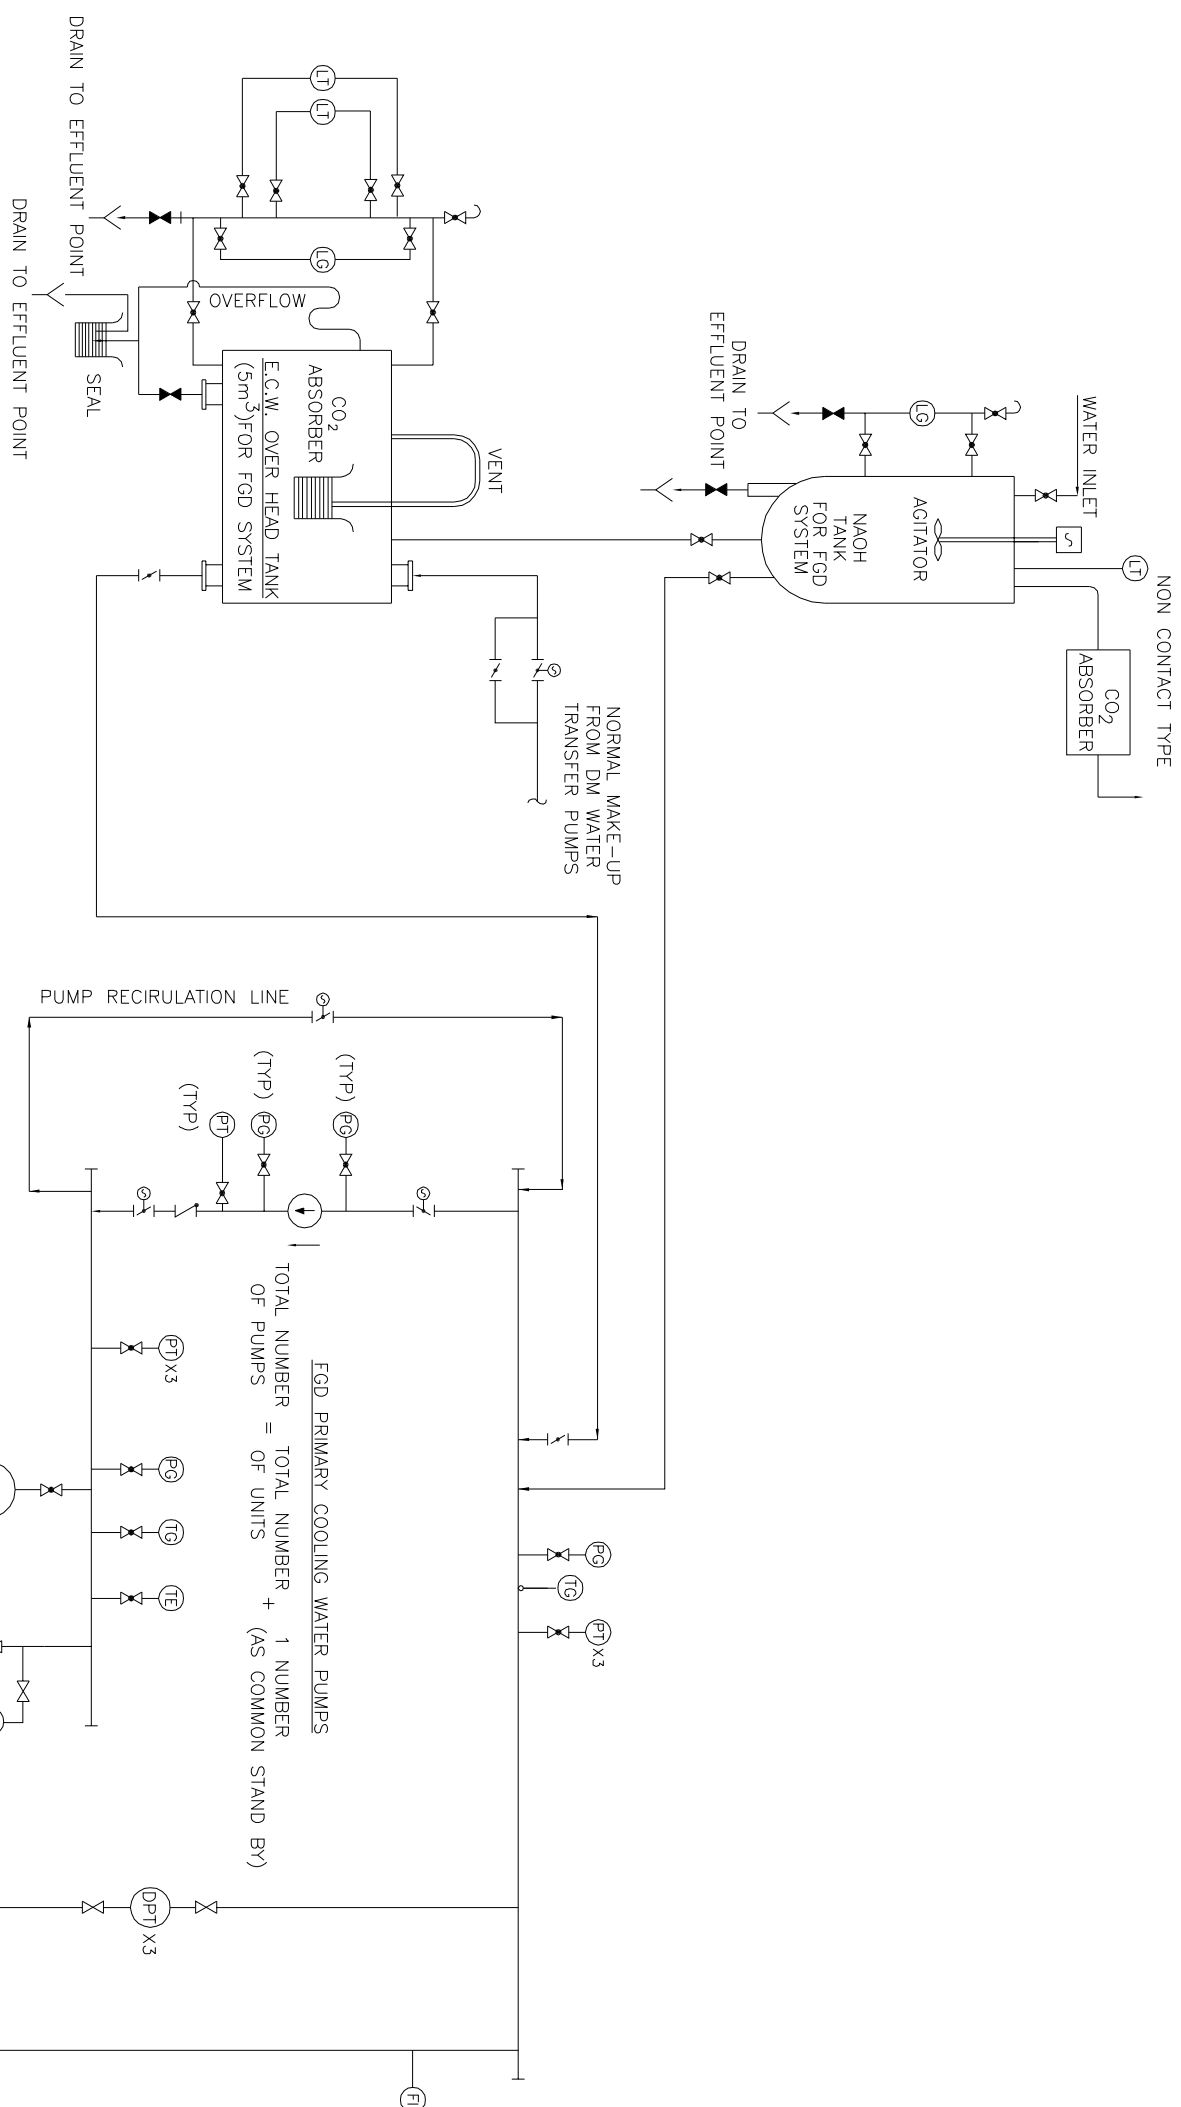 NON CONTACT TYPE
LT
CO2
ABSORBER
WATER INLET
S
AGITATOR
NAOH
TANK
FOR FGD
SYSTEM
LG
DRAIN TO
EFFLUENT POINT
NORMAL MAKE-UP
FROM DM WATER
TRANSFER PUMPS
S
VENT
CO2
ABSORBER
E.C.W. OVER HEAD TANK
(5m3)FOR FGD SYSTEM
OVERFLOW
LT
LT
LG
SEAL
DRAIN TO EFFLUENT POINT
DRAIN TO EFFLUENT POINT
PUMP RECIRULATION LINE
S
(TYP) PG
(TYP) PG
PT
(TYP)
S
S
FGD PRIMARY COOLING WATER PUMPS
TOTAL NUMBER = TOTAL NUMBER + 1 NUMBER
OF PUMPS OF UNITS (AS COMMON STAND BY)
PG
TG
PT X3
PT X3
PG
TG
TE
DPT X3
FI